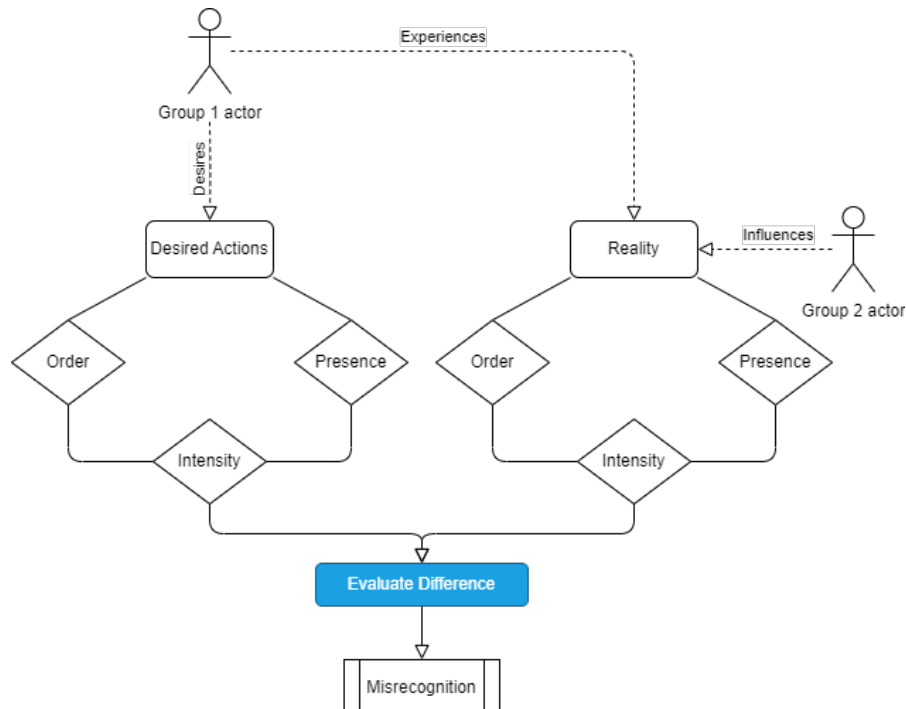 Experiences
Group 1 actor
Desires
Desired Actions
Reality
Influences
Group 2 actor
Order
Presence
Order
Presence
Intensity
Intensity
Evaluate Difference
Misrecognition